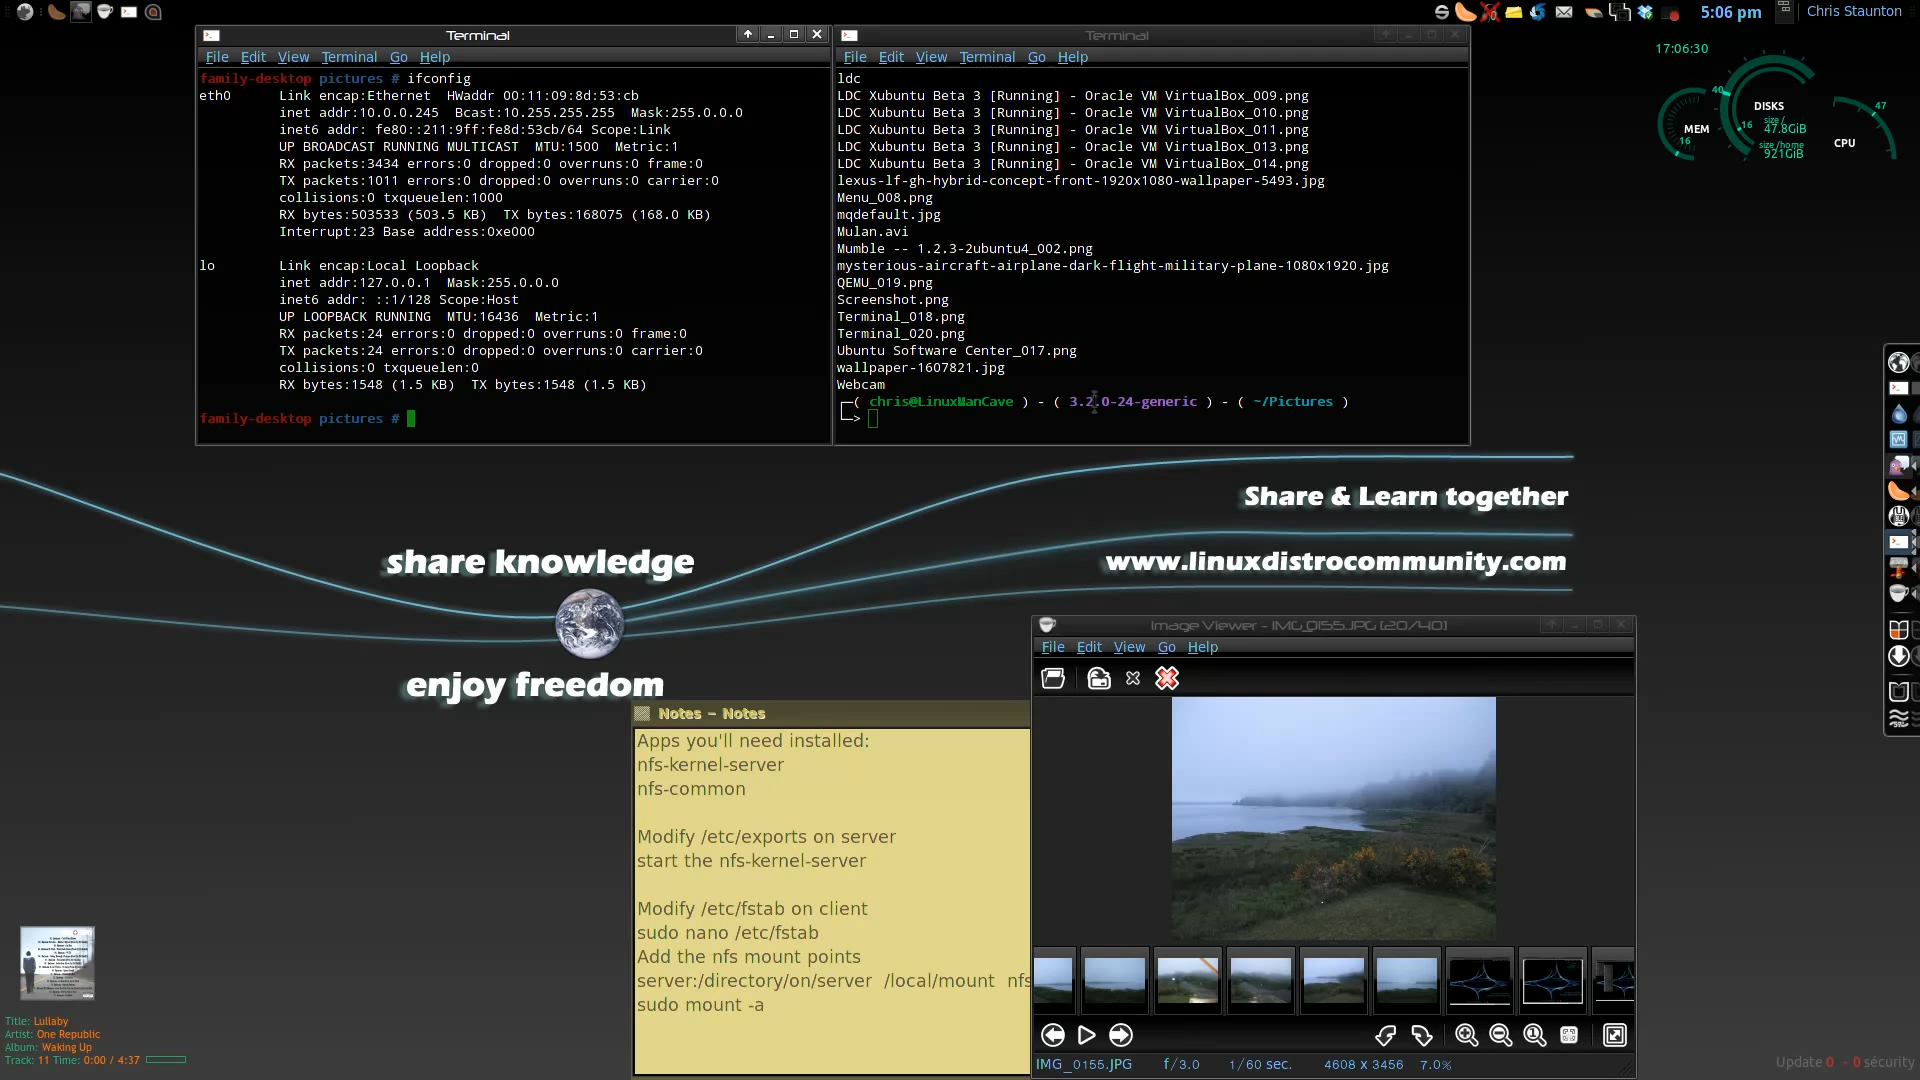 5:06 pm
Chris Staunton
Terminal
File Edit View Terminal Go Help
family-desktop pictures # ifconfig
eth0 Link encap:Ethernet HWaddr 00:11:09:8d:53:cb
inet addr:10.0.0.245 Bcast:10.255.255.255 Mask:255.0.0.0
inet6 addr: fe80::211:9ff:fe8d:53cb/64 Scope:Link
UP BROADCAST RUNNING MULTICAST MTU:1500 Metric:1
RX packets:3434 errors:0 dropped:0 overruns:0 frame:0
TX packets:1011 errors:0 dropped:0 overruns:0 carrier:0
collisions:0 txqueuelen:1000
RX bytes:503533 (503.5 KB) TX bytes:168075 (168.0 KB)
Interrupt:23 Base address:0xe000
lo Link encap:Local Loopback
inet addr:127.0.0.1 Mask:255.0.0.0
inet6 addr: ::1/128 Scope:Host
UP LOOPBACK RUNNING MTU:16436 Metric:1
RX packets:24 errors:0 dropped:0 overruns:0 frame:0
TX packets:24 errors:0 dropped:0 overruns:0 carrier:0
collisions:0 txqueuelen:0
RX bytes:1548 (1.5 KB) TX bytes:1548 (1.5 KB)
family-desktop pictures #
Terminal
File Edit View Terminal Go Help
ldc
LDC Xubuntu Beta 3 [Running] - Oracle VM VirtualBox_009.png
LDC Xubuntu Beta 3 [Running] - Oracle VM VirtualBox_010.png
LDC Xubuntu Beta 3 [Running] - Oracle VM VirtualBox_011.png
LDC Xubuntu Beta 3 [Running] - Oracle VM VirtualBox_013.png
LDC Xubuntu Beta 3 [Running] - Oracle VM VirtualBox_014.png
lexus-lf-gh-hybrid-concept-front-1920x1080-wallpaper-5493.jpg
Menu_008.png
mqdefault.jpg
Mulan.avi
Mumble -- 1.2.3-2ubuntu4_002.png
mysterious-aircraft-airplane-dark-flight-military-plane-1080x1920.jpg
QEMU_019.png
Screenshot.png
Terminal_018.png
Terminal_020.png
Ubuntu Software Center_017.png
wallpaper-1607821.jpg
Webcam
( chris@LinuxManCave ) - ( 3.2.0-24-generic ) - ( ~/Pictures )
17:06:30
40
47
DISKS
size /
47.8GiB
16
MEM
16
size /home
921GiB
CPU
Share & Learn together
share knowledge
www.linuxdistrocommunity.com
enjoy freedom
Notes – Notes
Apps you'll need installed:
nfs-kernel-server
nfs-common
Modify /etc/exports on server
start the nfs-kernel-server
Modify /etc/fstab on client
sudo nano /etc/fstab
Add the nfs mount points
server:/directory/on/server /local/mount nfs
sudo mount -a
Image Viewer - IMG_0155.JPG [20/40]
File Edit View Go Help
IMG_0155.JPG f/3.0 1/60 sec. 4608 x 3456 7.0%
Title: Lullaby
Artist: One Republic
Album: Waking Up
Track: 11 Time: 0:00 / 4:37
Update 0 - 0 sécurity